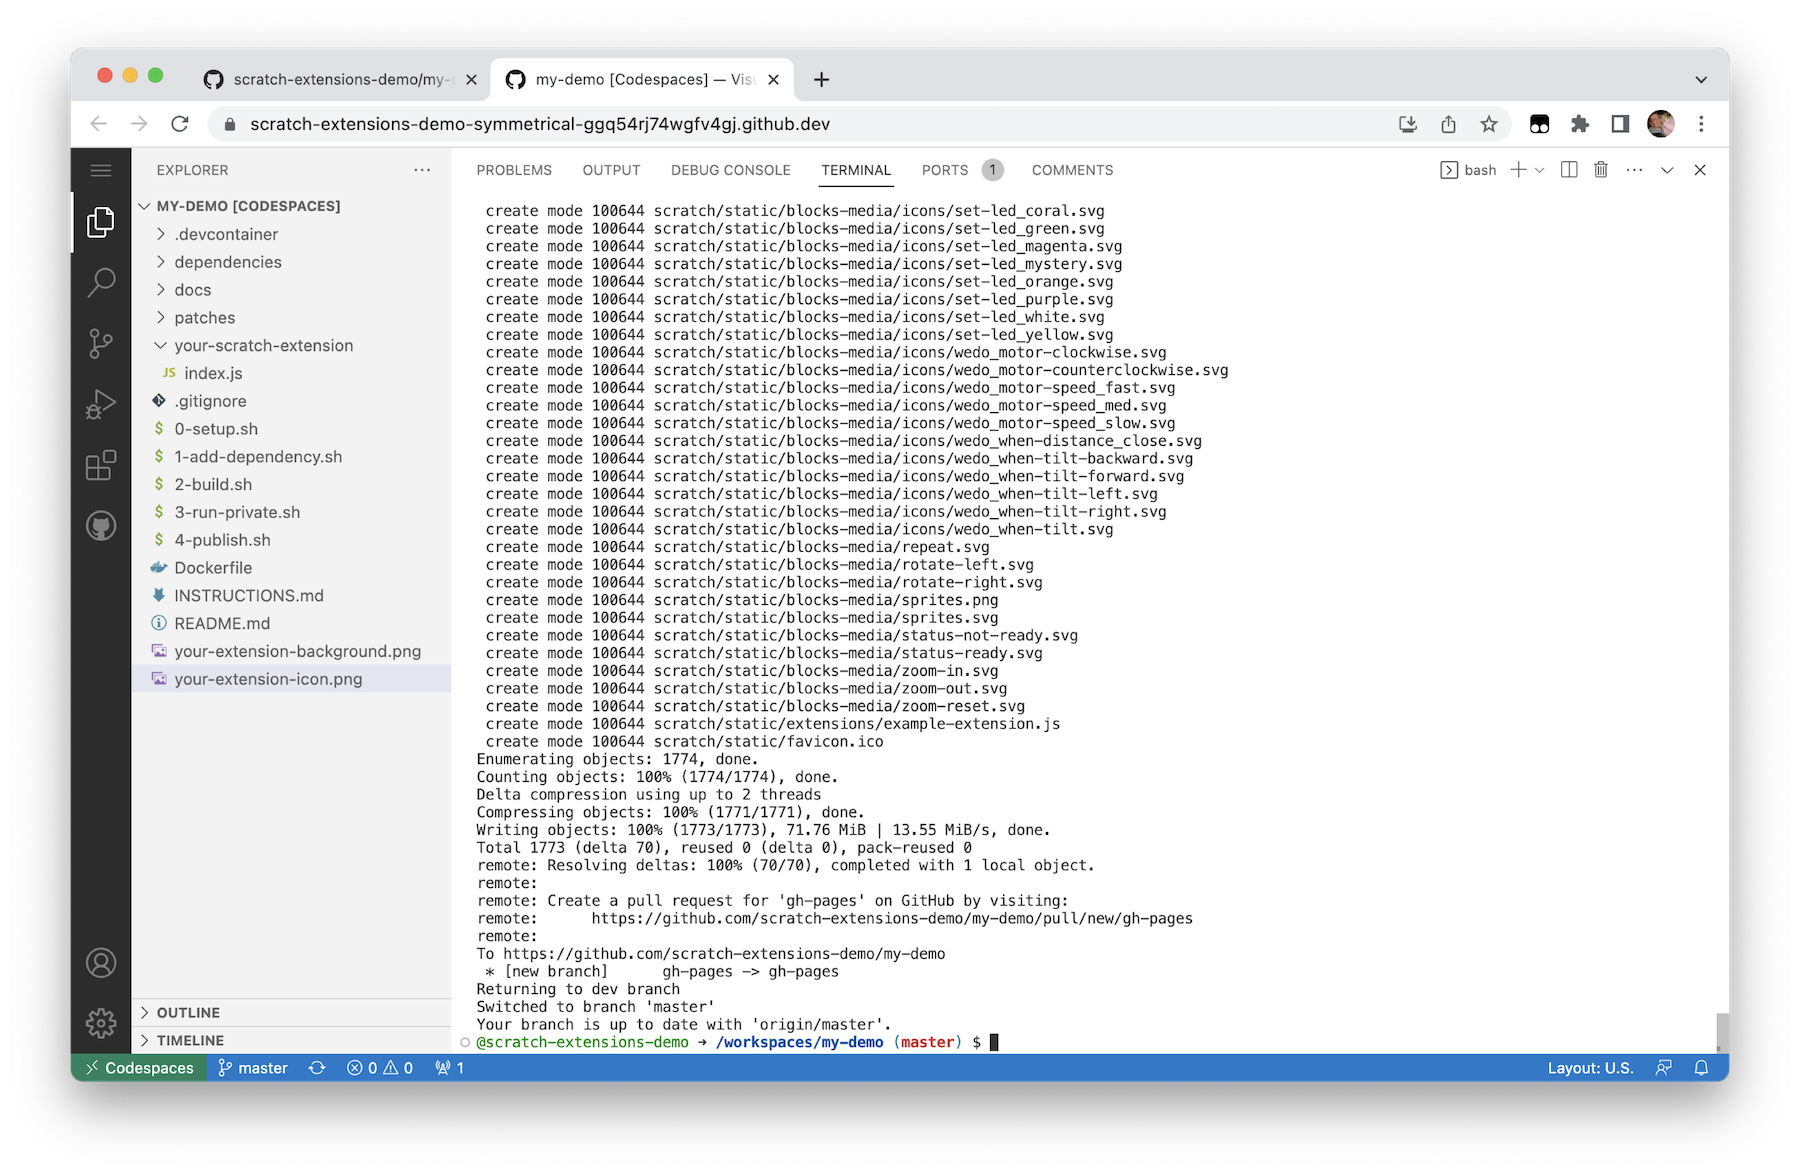 scratch-extensions-demo/my-
my-demo [Codespaces] — Vis
scratch-extensions-demo-symmetrical-ggq54rj74wgfv4gj.github.dev
EXPLORER
MY-DEMO [CODESPACES]
.devcontainer
dependencies
docs
patches
your-scratch-extension
JS index.js
.gitignore
$ 0-setup.sh
$ 1-add-dependency.sh
$ 2-build.sh
$ 3-run-private.sh
$ 4-publish.sh
Dockerfile
INSTRUCTIONS.md
README.md
your-extension-background.png
your-extension-icon.png
OUTLINE
TIMELINE
PROBLEMS OUTPUT DEBUG CONSOLE TERMINAL PORTS 1 COMMENTS
bash
create mode 100644 scratch/static/blocks-media/icons/set-led_coral.svg
create mode 100644 scratch/static/blocks-media/icons/set-led_green.svg
create mode 100644 scratch/static/blocks-media/icons/set-led_magenta.svg
create mode 100644 scratch/static/blocks-media/icons/set-led_mystery.svg
create mode 100644 scratch/static/blocks-media/icons/set-led_orange.svg
create mode 100644 scratch/static/blocks-media/icons/set-led_purple.svg
create mode 100644 scratch/static/blocks-media/icons/set-led_white.svg
create mode 100644 scratch/static/blocks-media/icons/set-led_yellow.svg
create mode 100644 scratch/static/blocks-media/icons/wedo_motor-clockwise.svg
create mode 100644 scratch/static/blocks-media/icons/wedo_motor-counterclockwise.svg
create mode 100644 scratch/static/blocks-media/icons/wedo_motor-speed_fast.svg
create mode 100644 scratch/static/blocks-media/icons/wedo_motor-speed_med.svg
create mode 100644 scratch/static/blocks-media/icons/wedo_motor-speed_slow.svg
create mode 100644 scratch/static/blocks-media/icons/wedo_when-distance_close.svg
create mode 100644 scratch/static/blocks-media/icons/wedo_when-tilt-backward.svg
create mode 100644 scratch/static/blocks-media/icons/wedo_when-tilt-forward.svg
create mode 100644 scratch/static/blocks-media/icons/wedo_when-tilt-left.svg
create mode 100644 scratch/static/blocks-media/icons/wedo_when-tilt-right.svg
create mode 100644 scratch/static/blocks-media/icons/wedo_when-tilt.svg
create mode 100644 scratch/static/blocks-media/repeat.svg
create mode 100644 scratch/static/blocks-media/rotate-left.svg
create mode 100644 scratch/static/blocks-media/rotate-right.svg
create mode 100644 scratch/static/blocks-media/sprites.png
create mode 100644 scratch/static/blocks-media/sprites.svg
create mode 100644 scratch/static/blocks-media/status-not-ready.svg
create mode 100644 scratch/static/blocks-media/status-ready.svg
create mode 100644 scratch/static/blocks-media/zoom-in.svg
create mode 100644 scratch/static/blocks-media/zoom-out.svg
create mode 100644 scratch/static/blocks-media/zoom-reset.svg
create mode 100644 scratch/static/extensions/example-extension.js
create mode 100644 scratch/static/favicon.ico
Enumerating objects: 1774, done.
Counting objects: 100% (1774/1774), done.
Delta compression using up to 2 threads
Compressing objects: 100% (1771/1771), done.
Writing objects: 100% (1773/1773), 71.76 MiB | 13.55 MiB/s, done.
Total 1773 (delta 70), reused 0 (delta 0), pack-reused 0
remote: Resolving deltas: 100% (70/70), completed with 1 local object.
remote:
remote: Create a pull request for 'gh-pages' on GitHub by visiting:
remote: https://github.com/scratch-extensions-demo/my-demo/pull/new/gh-pages
remote:
To https://github.com/scratch-extensions-demo/my-demo
* [new branch] gh-pages -> gh-pages
Returning to dev branch
Switched to branch 'master'
Your branch is up to date with 'origin/master'.
@scratch-extensions-demo → /workspaces/my-demo (master) $
Codespaces master 0 0 1 Layout: U.S.